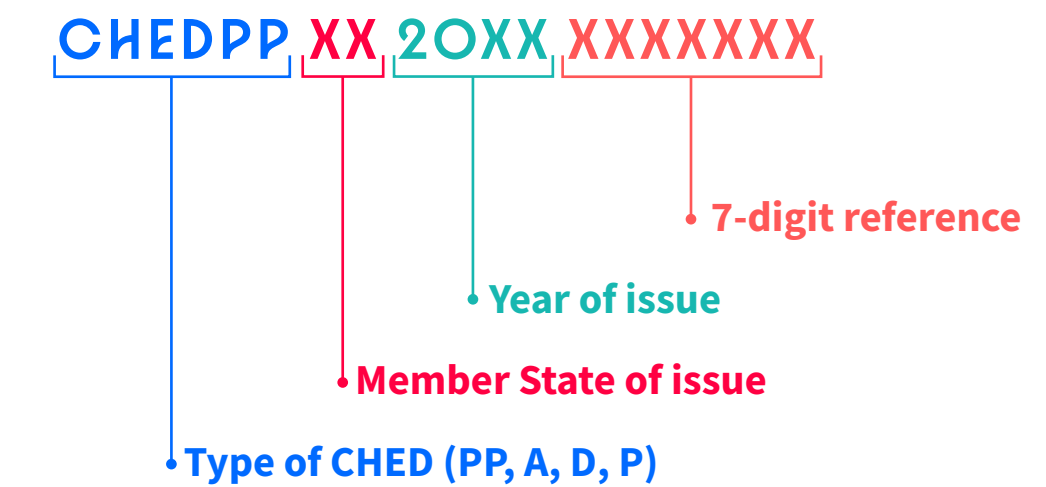 CHEDPP XX 20XX XXXXXXX
7-digit reference
Year of issue
Member State of issue
Type of CHED (PP, A, D, P)